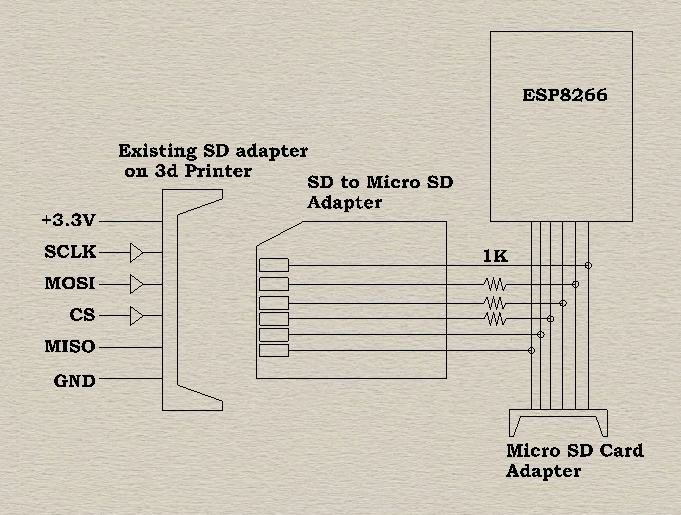 ESP8266
Existing SD adapter
on 3d Printer
SD to Micro SD
Adapter
+3.3V
SCLK
MOSI
CS
MISO
GND
1K
Micro SD Card
Adapter